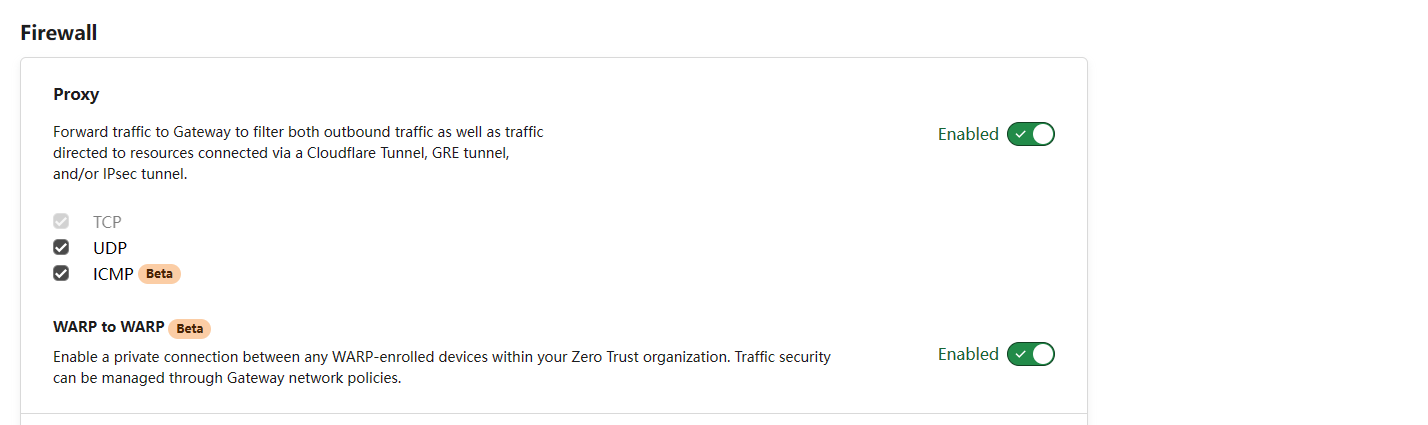 Firewall
Proxy
Forward traffic to Gateway to filter both outbound traffic as well as traffic
directed to resources connected via a Cloudflare Tunnel, GRE tunnel,
and/or IPsec tunnel.
Enabled
TCP
UDP
ICMP Beta
WARP to WARP Beta
Enable a private connection between any WARP-enrolled devices within your Zero Trust organization. Traffic security
can be managed through Gateway network policies.
Enabled